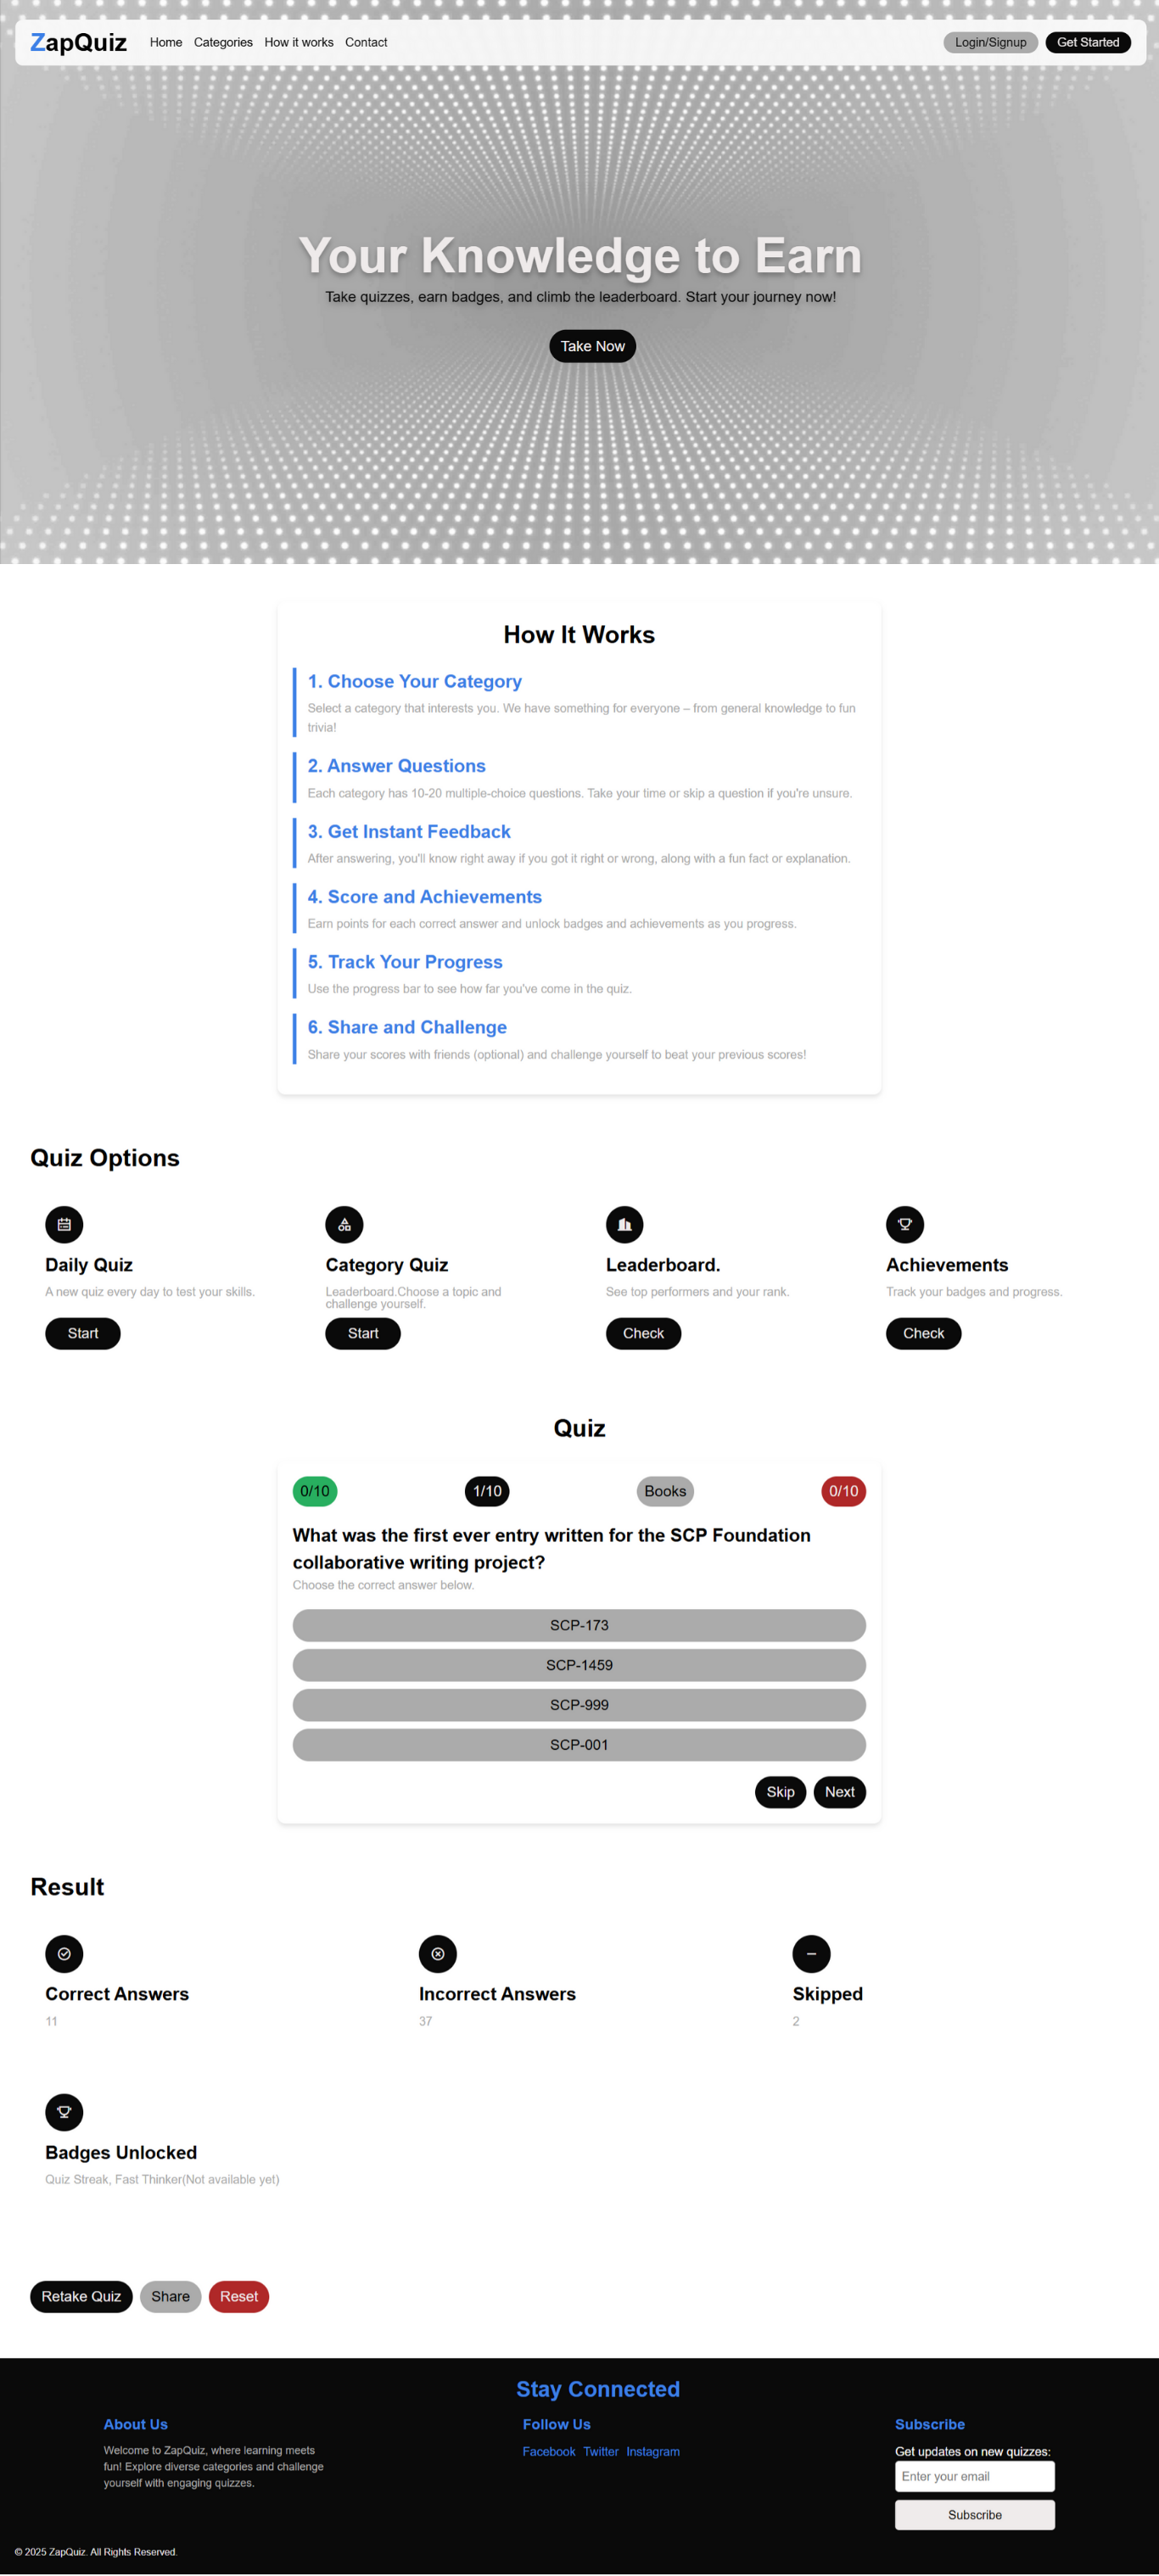 ZapQuiz Home Categories How it works Contact Login/Signup Get Started
Your Knowledge to Earn
Take quizzes, earn badges, and climb the leaderboard. Start your journey now!
Take Now
How It Works
1. Choose Your Category
Select a category that interests you. We have something for everyone – from general knowledge to fun
trivia!
2. Answer Questions
Each category has 10-20 multiple-choice questions. Take your time or skip a question if you're unsure.
3. Get Instant Feedback
After answering, you'll know right away if you got it right or wrong, along with a fun fact or explanation.
4. Score and Achievements
Earn points for each correct answer and unlock badges and achievements as you progress.
5. Track Your Progress
Use the progress bar to see how far you've come in the quiz.
6. Share and Challenge
Share your scores with friends (optional) and challenge yourself to beat your previous scores!
Quiz Options
Daily Quiz
A new quiz every day to test your skills.
Start
Category Quiz
Leaderboard.Choose a topic and
challenge yourself.
Start
Leaderboard.
See top performers and your rank.
Check
Achievements
Track your badges and progress.
Check
Quiz
0/10 1/10 Books 0/10
What was the first ever entry written for the SCP Foundation
collaborative writing project?
Choose the correct answer below.
SCP-173
SCP-1459
SCP-999
SCP-001
Skip Next
Result
Correct Answers
11
Incorrect Answers
37
Skipped
2
Badges Unlocked
Quiz Streak, Fast Thinker(Not available yet)
Retake Quiz Share Reset
Stay Connected
About Us
Welcome to ZapQuiz, where learning meets
fun! Explore diverse categories and challenge
yourself with engaging quizzes.
Follow Us
Facebook Twitter Instagram
Subscribe
Get updates on new quizzes:
Enter your email
Subscribe
© 2025 ZapQuiz. All Rights Reserved.